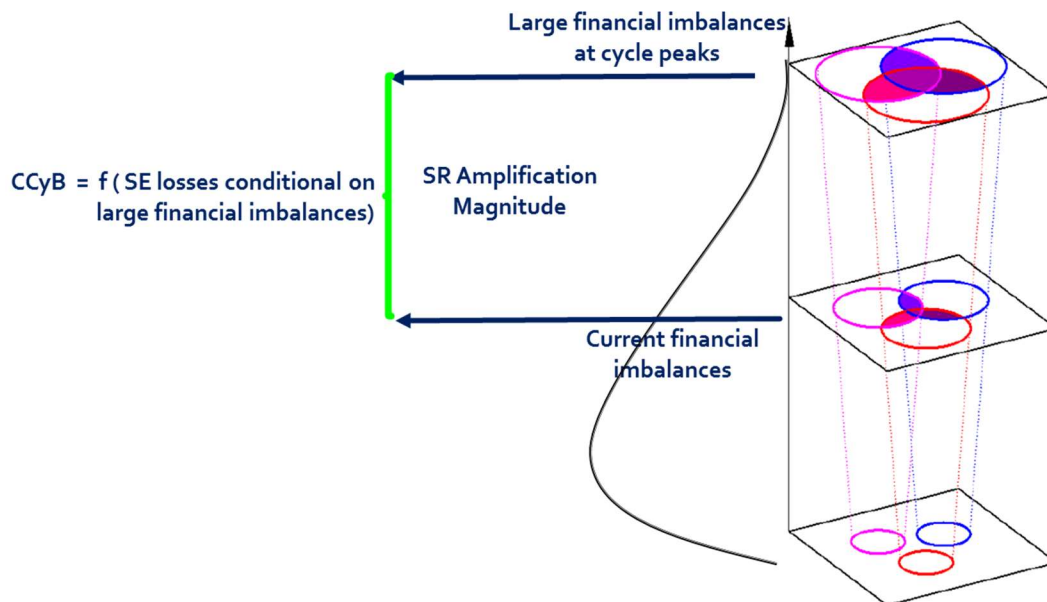 Large financial imbalances
at cycle peaks
CCyB = f ( SE losses conditional on
large financial imbalances)
SR Amplification
Magnitude
Current financial
imbalances